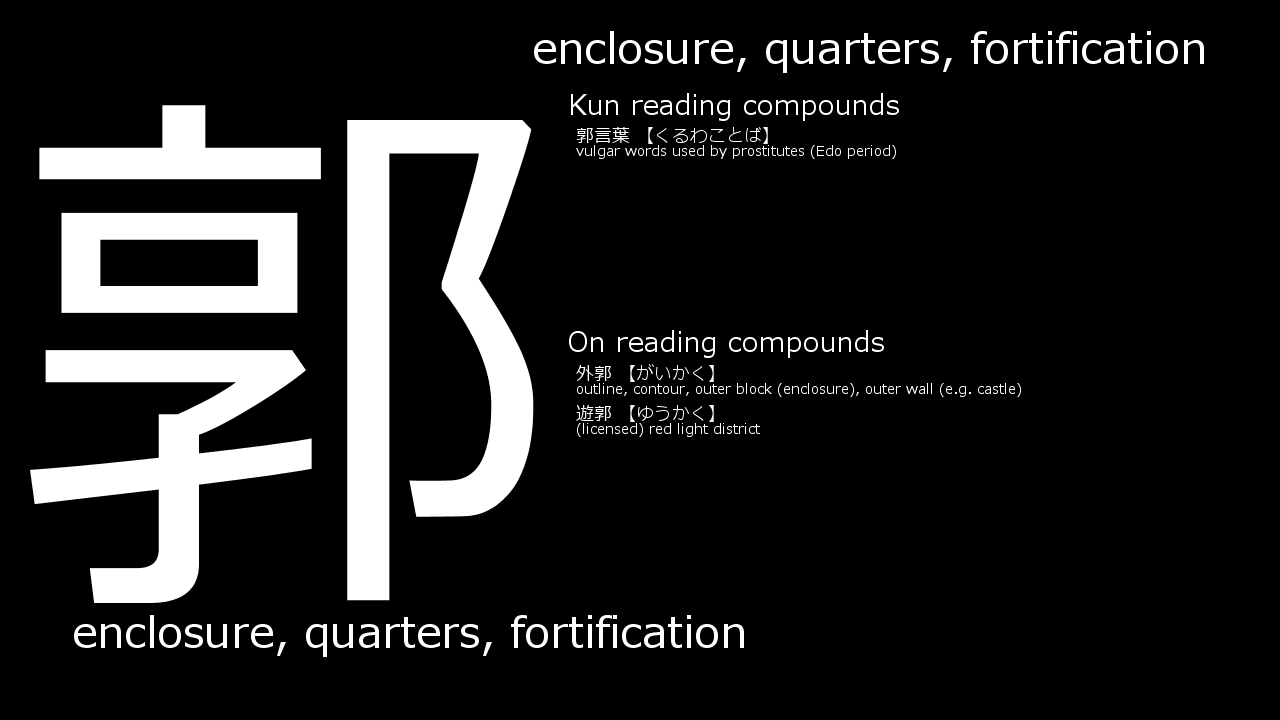 enclosure, quarters, fortification
郭
Kun reading compounds
郭言葉 【くるわことば】
vulgar words used by prostitutes (Edo period)
On reading compounds
外郭 【がいかく】
outline, contour, outer block (enclosure), outer wall (e.g. castle)
遊郭 【ゆうかく】
(licensed) red light district
enclosure, quarters, fortification